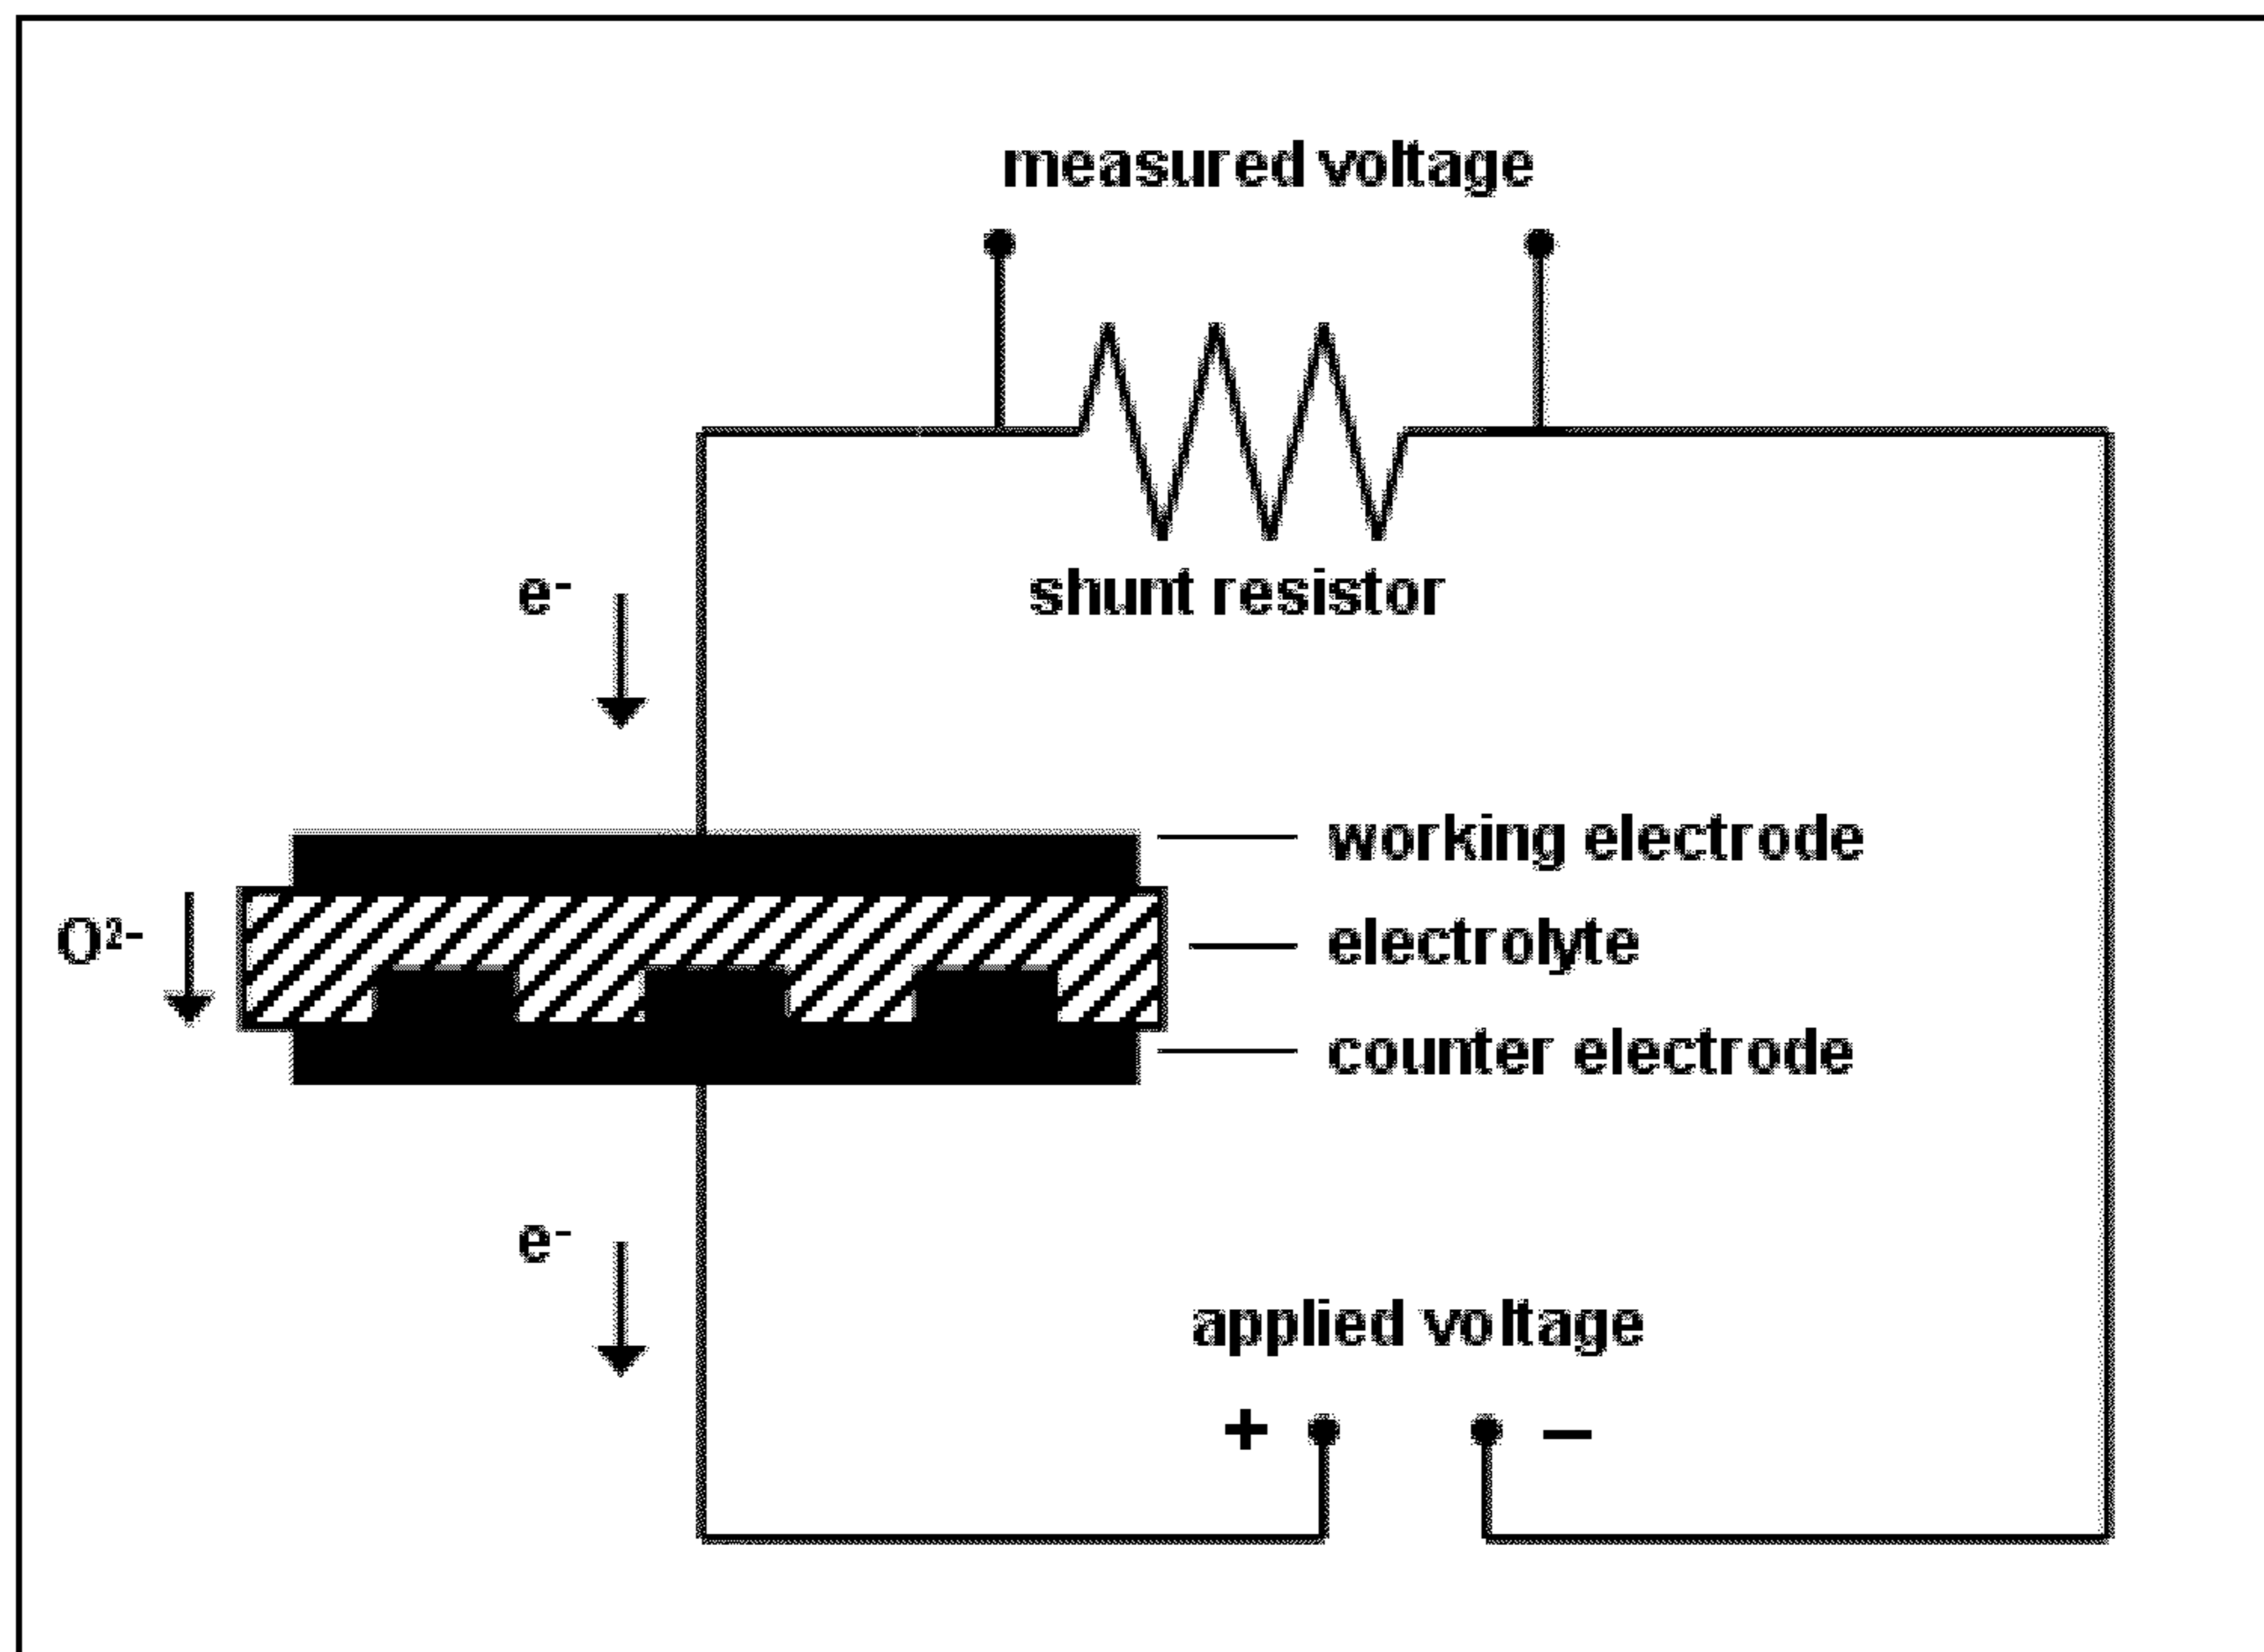 measured voltage
shunt resistor
e-
working electrode
O²-
electrolyte
counter electrode
e-
applied voltage
+ –